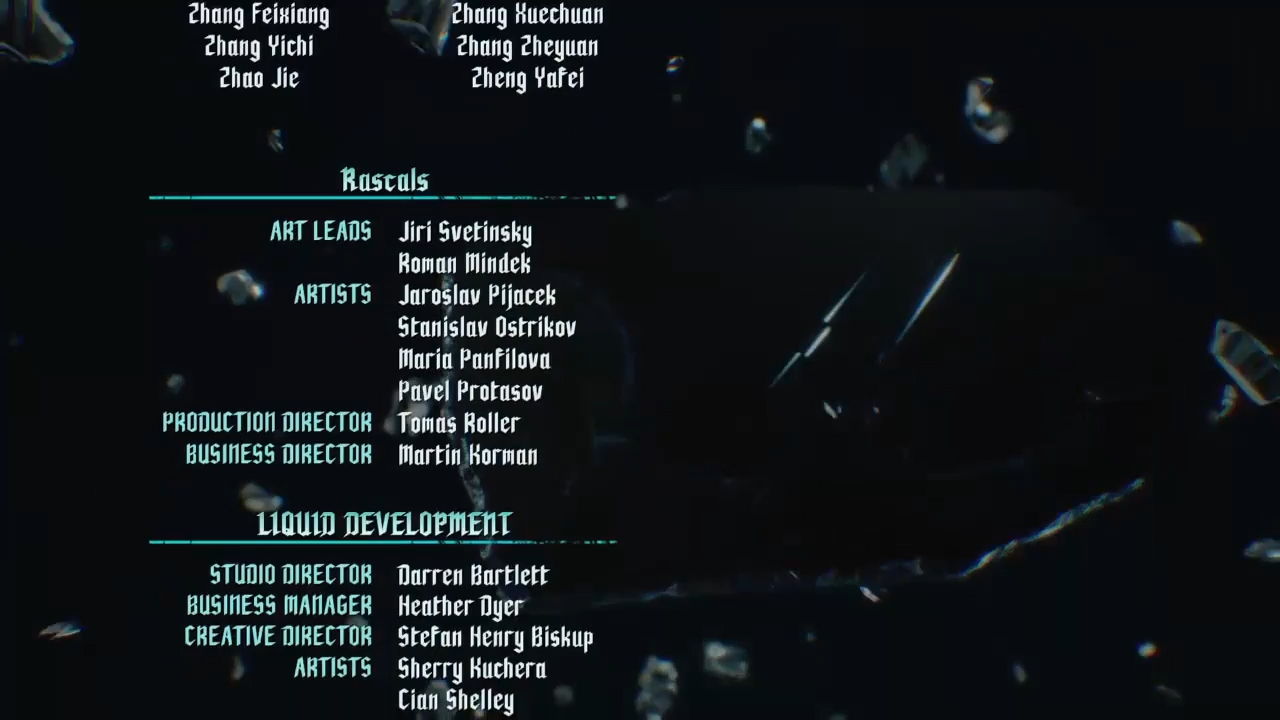 Zhang Feixiang Zhang Xuechuan
Zhang Yichi Zhang Zheyuan
Zhao Jie Zheng Yafei
Rascals
ART LEADS Jiri Svetinsky
Roman Mindek
ARTISTS Jaroslav Pijacek
Stanislav Ostrikov
Maria Panfilova
Pavel Protasov
PRODUCTION DIRECTOR Tomas Roller
BUSINESS DIRECTOR Martin Korman
LIQUID DEVELOPMENT
STUDIO DIRECTOR Darren Bartlett
BUSINESS MANAGER Heather Dyer
CREATIVE DIRECTOR Stefan Henry Biskup
ARTISTS Sherry Kuchera
Cian Shelley